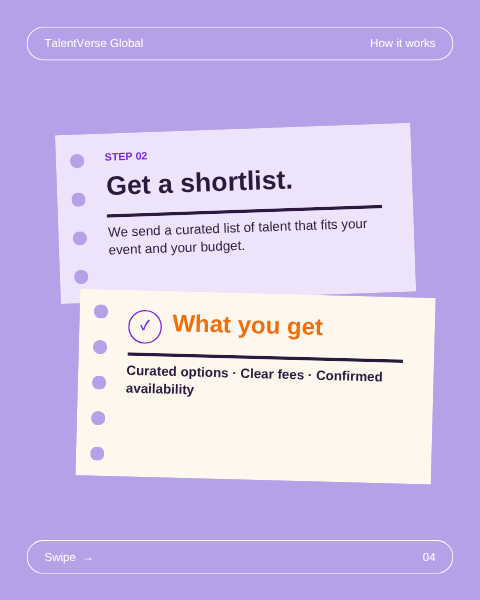 TalentVerse Global
How it works
STEP 02
Get a shortlist.
We send a curated list of talent that fits your
event and your budget.
✓ What you get
Curated options · Clear fees · Confirmed
availability
Swipe →
04